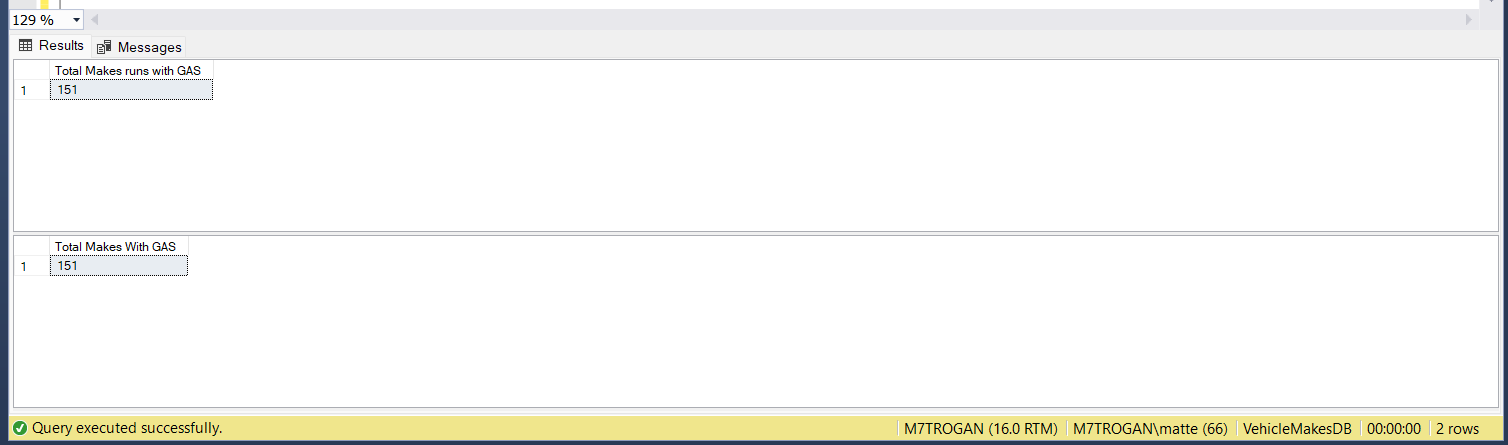 129 %
Results Messages
Total Makes runs with GAS
1 151
Total Makes With GAS
1 151
Query executed successfully. M7TROGAN (16.0 RTM) M7TROGAN\matte (66) VehicleMakesDB 00:00:00 2 rows